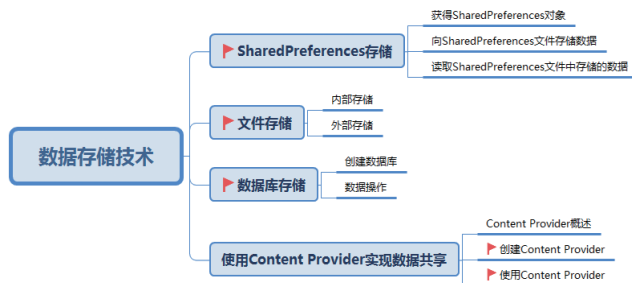 数据存储技术
SharedPreferences存储
获得SharedPreferences对象
向SharedPreferences文件存储数据
读取SharedPreferences文件中存储的数据
文件存储
内部存储
外部存储
数据库存储
创建数据库
数据操作
使用Content Provider实现数据共享
Content Provider概述
创建Content Provider
使用Content Provider